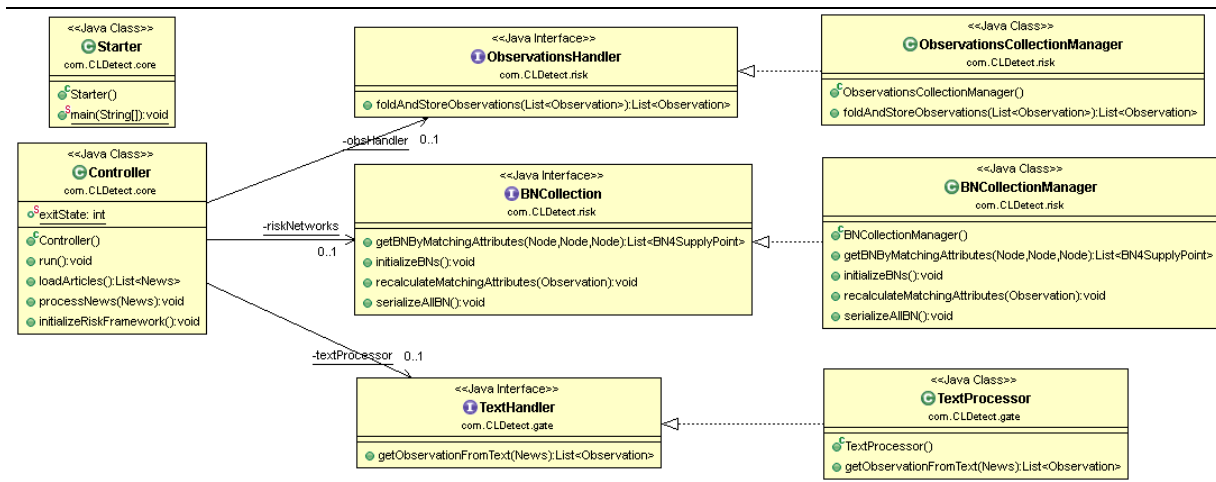 <<Java Class>>
Starter
com.CLDetect.core
Starter()
main(String[]):void
<<Java Class>>
Controller
com.CLDetect.core
exitState: int
Controller()
run():void
loadArticles():List<News>
processNews(News):void
initializeRiskFramework():void
-obsHandler 0..1
-riskNetworks
0..1
-textProcessor 0..1
<<Java Interface>>
ObservationsHandler
com.CLDetect.risk
foldAndStoreObservations(List<Observation>):List<Observation>
<<Java Interface>>
BNCollection
com.CLDetect.risk
getBNByMatchingAttributes(Node,Node,Node):List<BN4SupplyPoint>
initializeBNs():void
recalculateMatchingAttributes(Observation):void
serializeAllBN():void
<<Java Interface>>
TextHandler
com.CLDetect.gate
getObservationFromText(News):List<Observation>
<<Java Class>>
ObservationsCollectionManager
com.CLDetect.risk
ObservationsCollectionManager()
foldAndStoreObservations(List<Observation>):List<Observation>
<<Java Class>>
BNCollectionManager
com.CLDetect.risk
BNCollectionManager()
getBNByMatchingAttributes(Node,Node,Node):List<BN4SupplyPoint>
initializeBNs():void
recalculateMatchingAttributes(Observation):void
serializeAllBN():void
<<Java Class>>
TextProcessor
com.CLDetect.gate
TextProcessor()
getObservationFromText(News):List<Observation>